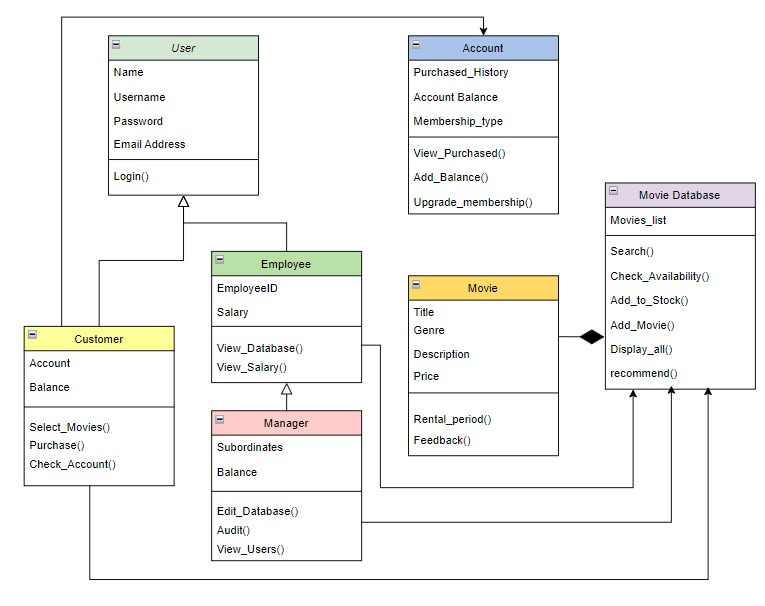 User
Name
Username
Password
Email Address
Login()
Account
Purchased_History
Account Balance
Membership_type
View_Purchased()
Add_Balance()
Upgrade_membership()
Movie Database
Movies_list
Search()
Check_Availability()
Add_to_Stock()
Add_Movie()
Display_all()
recommend()
Employee
EmployeeID
Salary
View_Database()
View_Salary()
Movie
Title
Genre
Description
Price
Rental_period()
Feedback()
Customer
Account
Balance
Select_Movies()
Purchase()
Check_Account()
Manager
Subordinates
Balance
Edit_Database()
Audit()
View_Users()